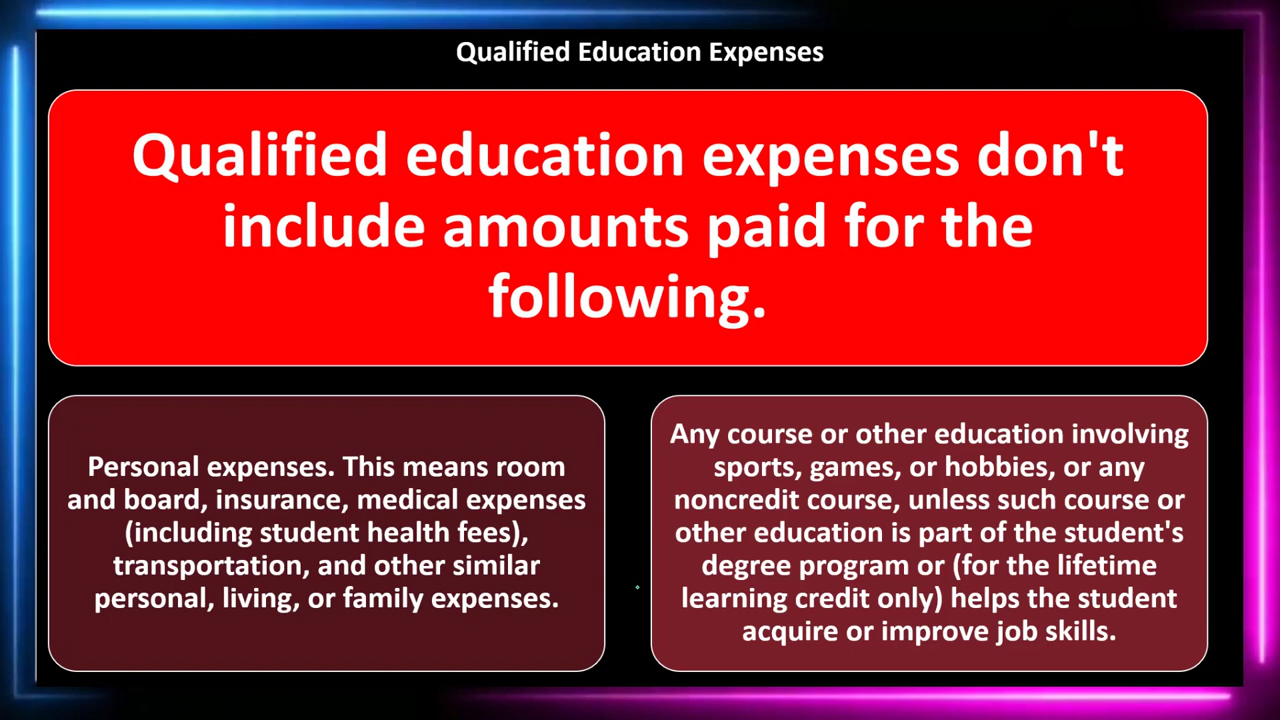 Qualified Education Expenses
Qualified education expenses don't
include amounts paid for the
following.
Personal expenses. This means room
and board, insurance, medical expenses
(including student health fees),
transportation, and other similar
personal, living, or family expenses.
Any course or other education involving
sports, games, or hobbies, or any
noncredit course, unless such course or
other education is part of the student's
degree program or (for the lifetime
learning credit only) helps the student
acquire or improve job skills.